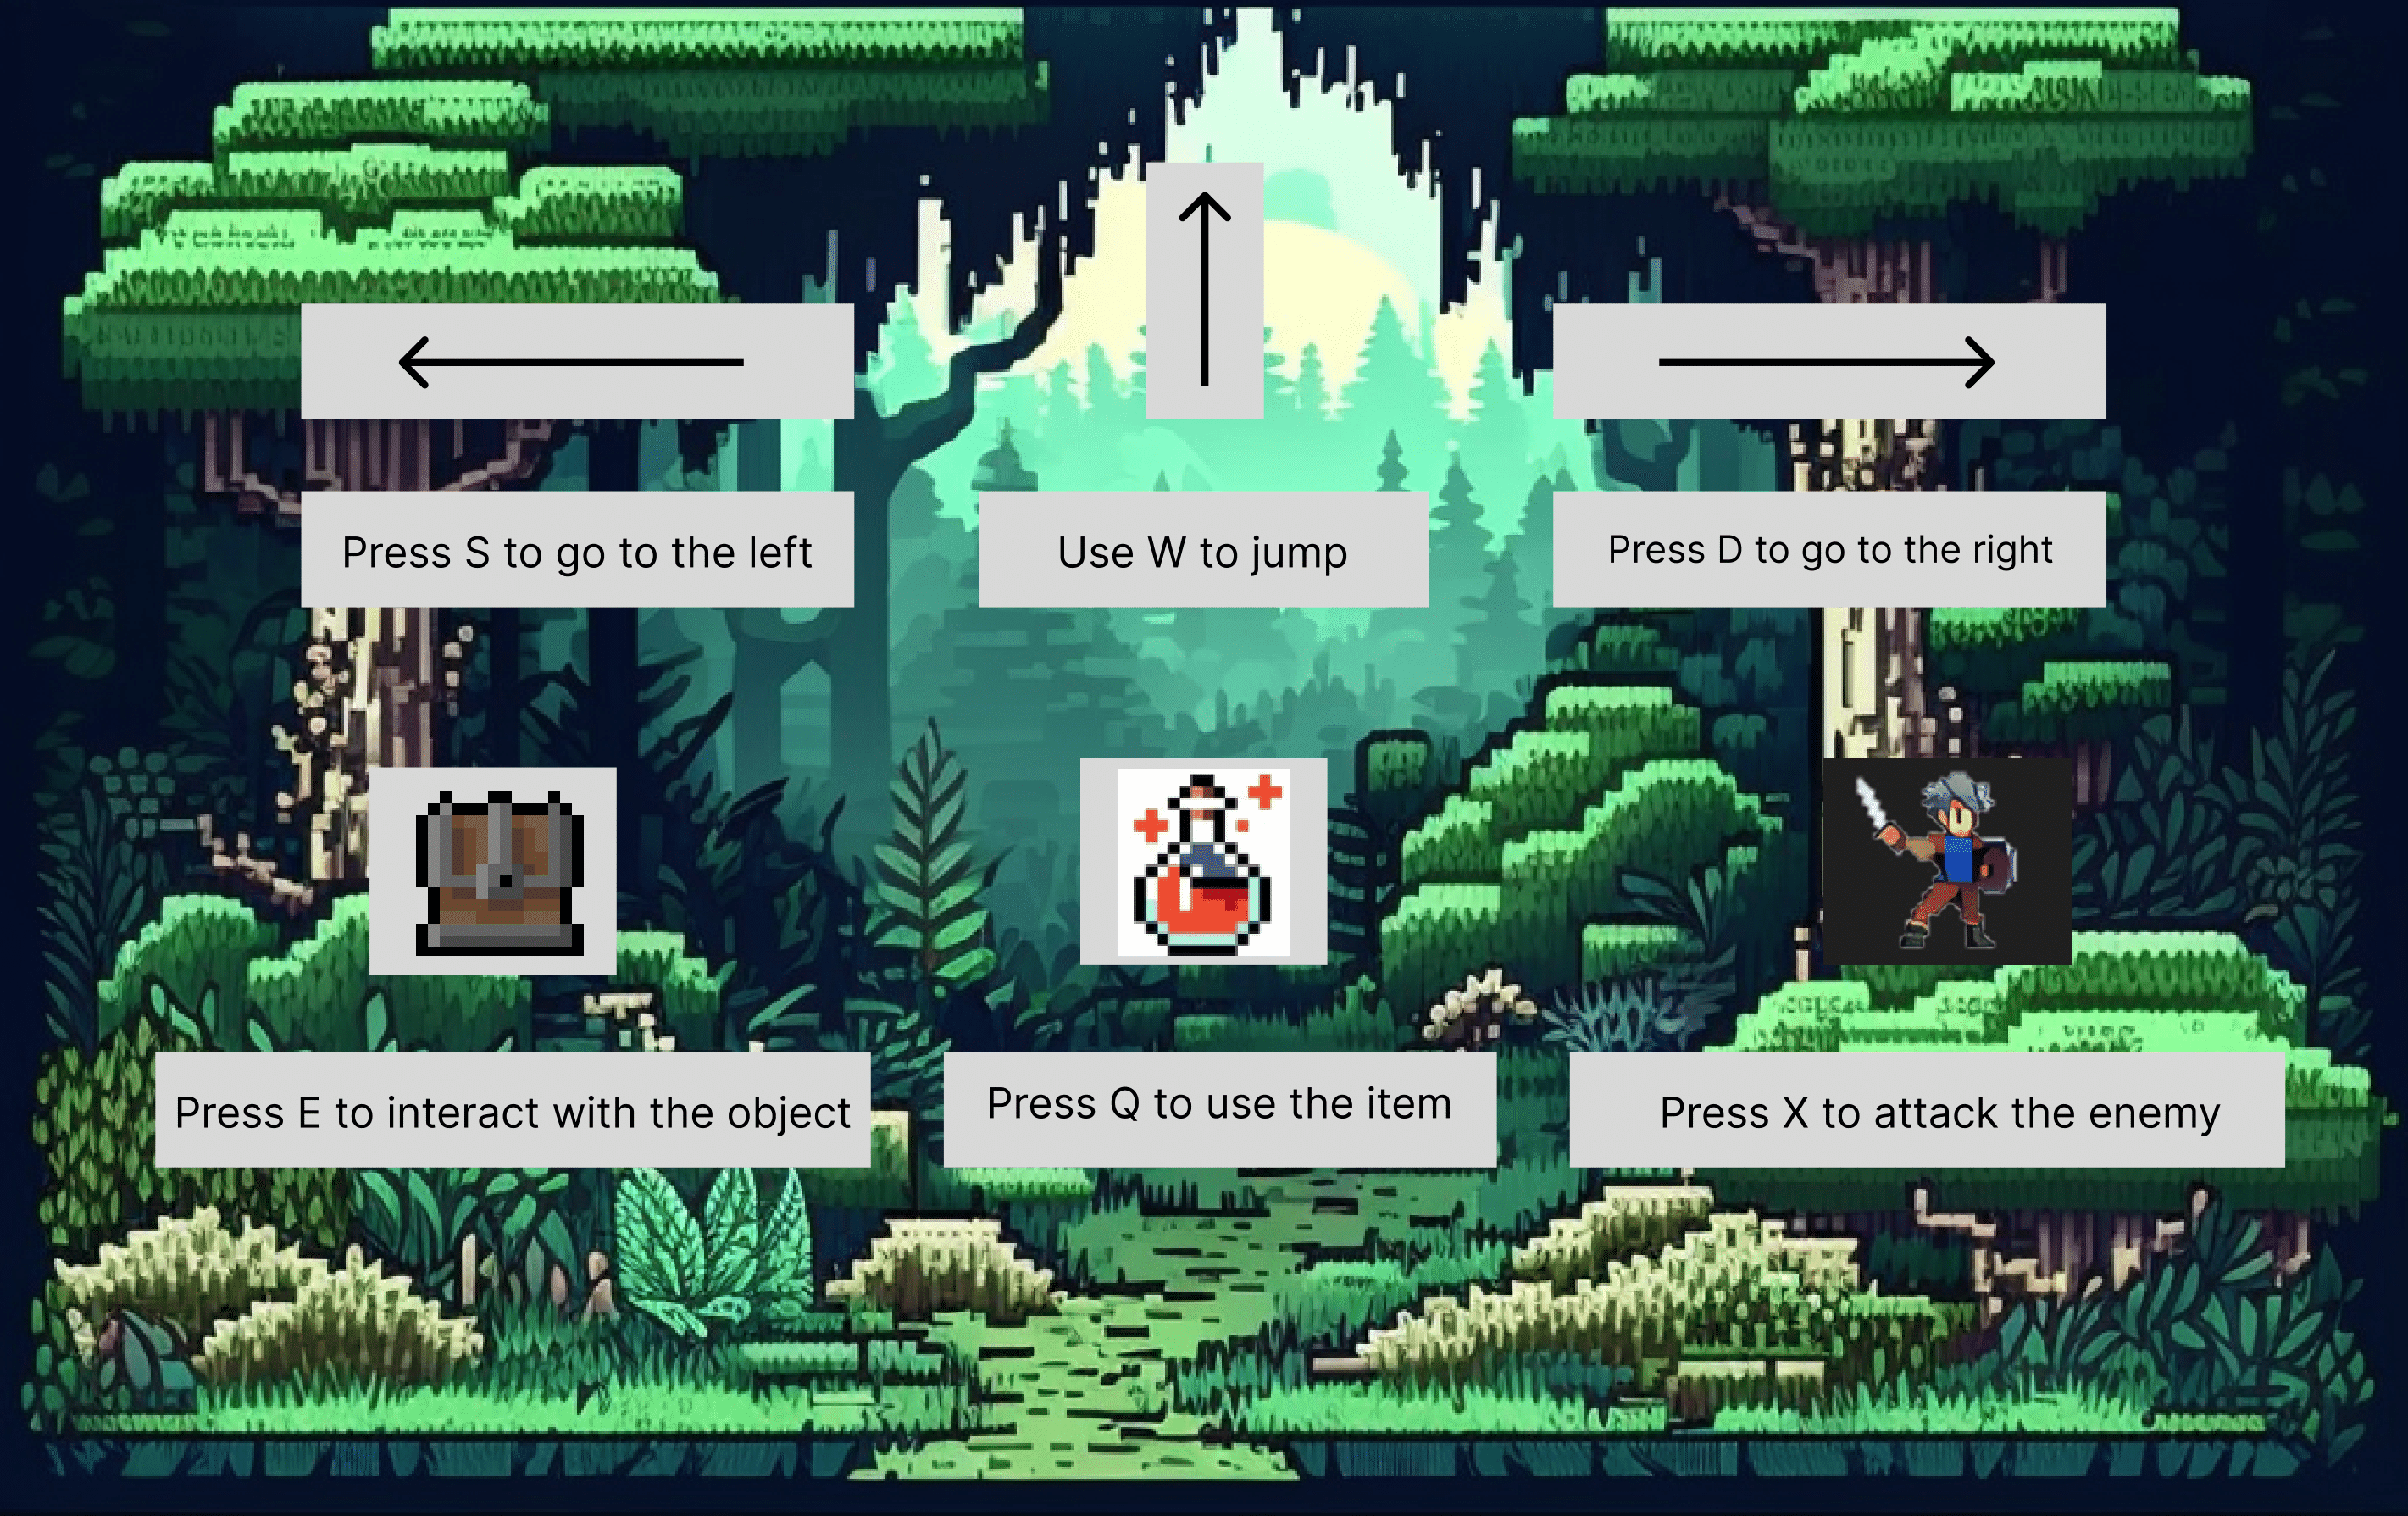 Press S to go to the left
Use W to jump
Press D to go to the right
Press E to interact with the object
Press Q to use the item
Press X to attack the enemy